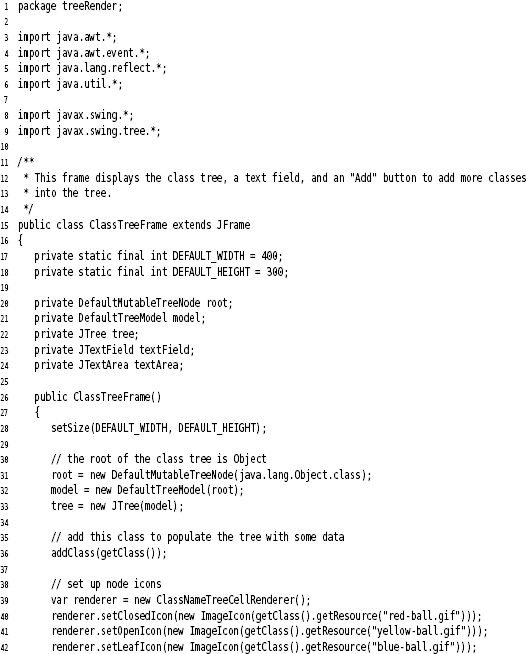 1 package treeRender;
2
3 import java.awt.*;
4 import java.awt.event.*;
5 import java.lang.reflect.*;
6 import java.util.*;
7
8 import javax.swing.*;
9 import javax.swing.tree.*;
10
11 /**
12  * This frame displays the class tree, a text field, and an "Add" button to add more classes
13  * into the tree.
14  */
15 public class ClassTreeFrame extends JFrame
16 {
17    private static final int DEFAULT_WIDTH = 400;
18    private static final int DEFAULT_HEIGHT = 300;
19
20    private DefaultMutableTreeNode root;
21    private DefaultTreeModel model;
22    private JTree tree;
23    private JTextField textField;
24    private JTextArea textArea;
25
26    public ClassTreeFrame()
27    {
28       setSize(DEFAULT_WIDTH, DEFAULT_HEIGHT);
29
30       // the root of the class tree is Object
31       root = new DefaultMutableTreeNode(java.lang.Object.class);
32       model = new DefaultTreeModel(root);
33       tree = new JTree(model);
34
35       // add this class to populate the tree with some data
36       addClass(getClass());
37
38       // set up node icons
39       var renderer = new ClassNameTreeCellRenderer();
40       renderer.setClosedIcon(new ImageIcon(getClass().getResource("red-ball.gif")));
41       renderer.setOpenIcon(new ImageIcon(getClass().getResource("yellow-ball.gif")));
42       renderer.setLeafIcon(new ImageIcon(getClass().getResource("blue-ball.gif")));